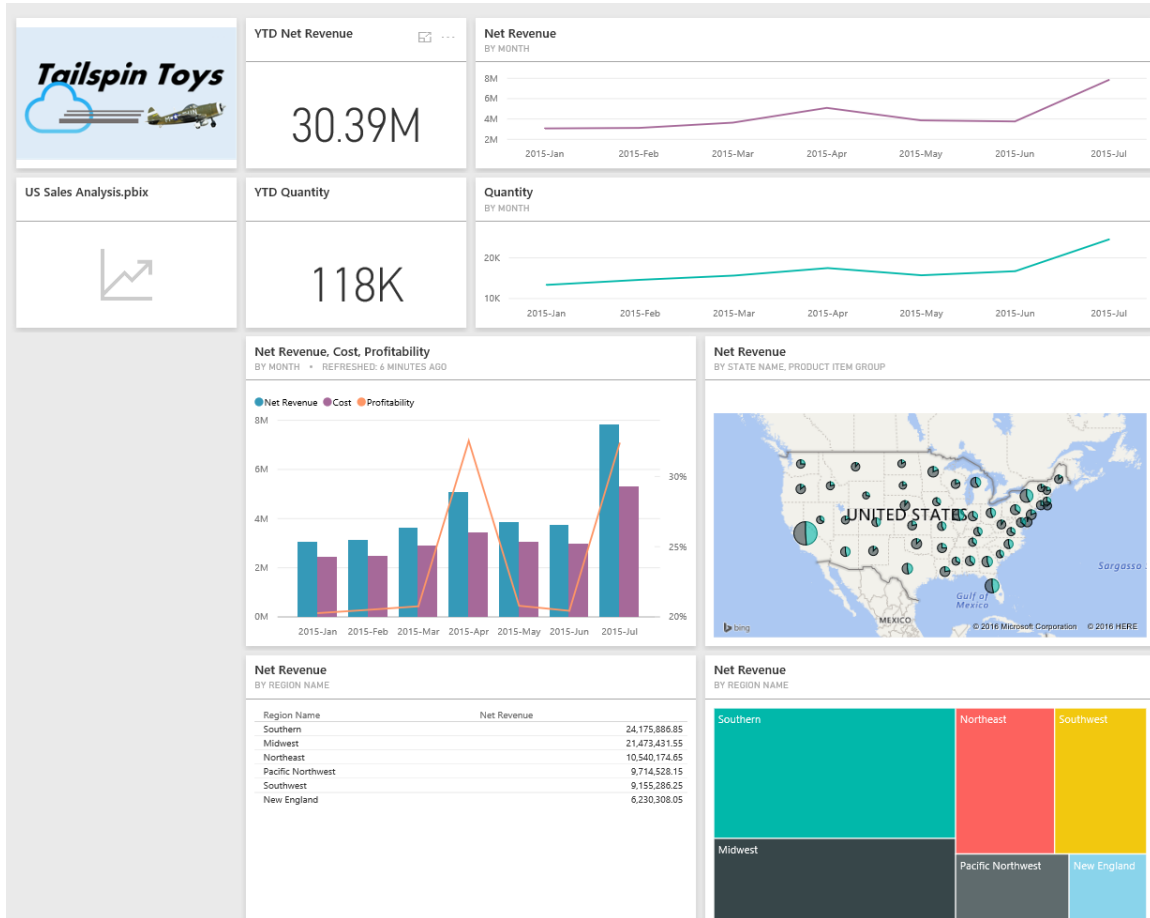 Tailspin Toys
YTD Net Revenue
30.39M
Net Revenue
BY MONTH
8M
6M
4M
2M
2015-Jan 2015-Feb 2015-Mar 2015-Apr 2015-May 2015-Jun 2015-Jul
US Sales Analysis.pbix
YTD Quantity
118K
Quantity
BY MONTH
20K
10K
2015-Jan 2015-Feb 2015-Mar 2015-Apr 2015-May 2015-Jun 2015-Jul
Net Revenue, Cost, Profitability
BY MONTH • REFRESHED: 6 MINUTES AGO
Net Revenue Cost Profitability
8M
6M
4M
2M
0M
30%
25%
20%
2015-Jan 2015-Feb 2015-Mar 2015-Apr 2015-May 2015-Jun 2015-Jul
Net Revenue
BY STATE NAME, PRODUCT ITEM GROUP
UNITED STATES
Sargasso
Gulf of
Mexico
MEXICO
bing
© 2016 Microsoft Corporation © 2016 HERE
Net Revenue
BY REGION NAME
Region Name Net Revenue
Southern 24,175,886.85
Midwest 21,473,431.55
Northeast 10,540,174.65
Pacific Northwest 9,714,528.15
Southwest 9,155,286.25
New England 6,230,308.05
Net Revenue
BY REGION NAME
Southern
Northeast
Southwest
Midwest
Pacific Northwest
New England